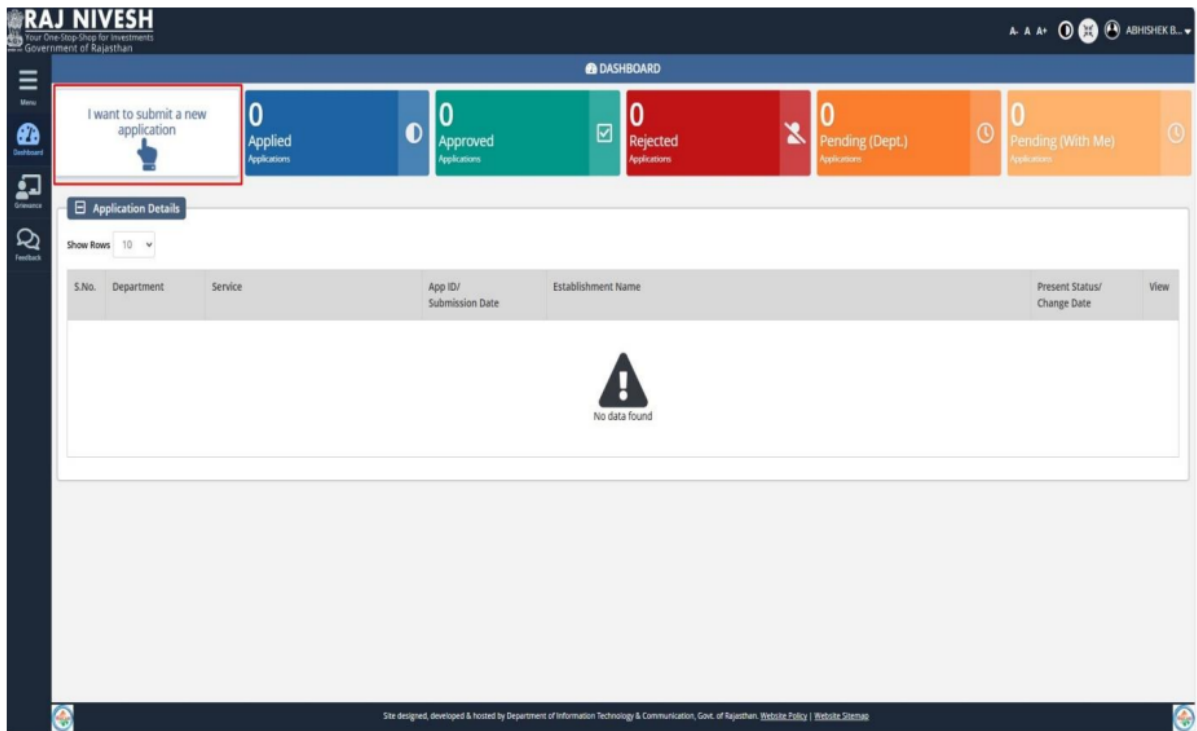 RAJ NIVESH
Your One-Stop-Shop for Investments
Government of Rajasthan
A- A A+
ABHISHEK B...
Menu
Dashboard
Grievance
Feedback
DASHBOARD
I want to submit a new
application
0
Applied
Applications
0
Approved
Applications
0
Rejected
Applications
0
Pending (Dept.)
Applications
0
Pending (With Me)
Applications
Application Details
Show Rows 10
S.No. Department Service App ID/ Establishment Name Present Status/ View
Submission Date Change Date
No data found
Site designed, developed & hosted by Department of Information Technology & Communication, Govt. of Rajasthan. Website Policy | Website Sitemap